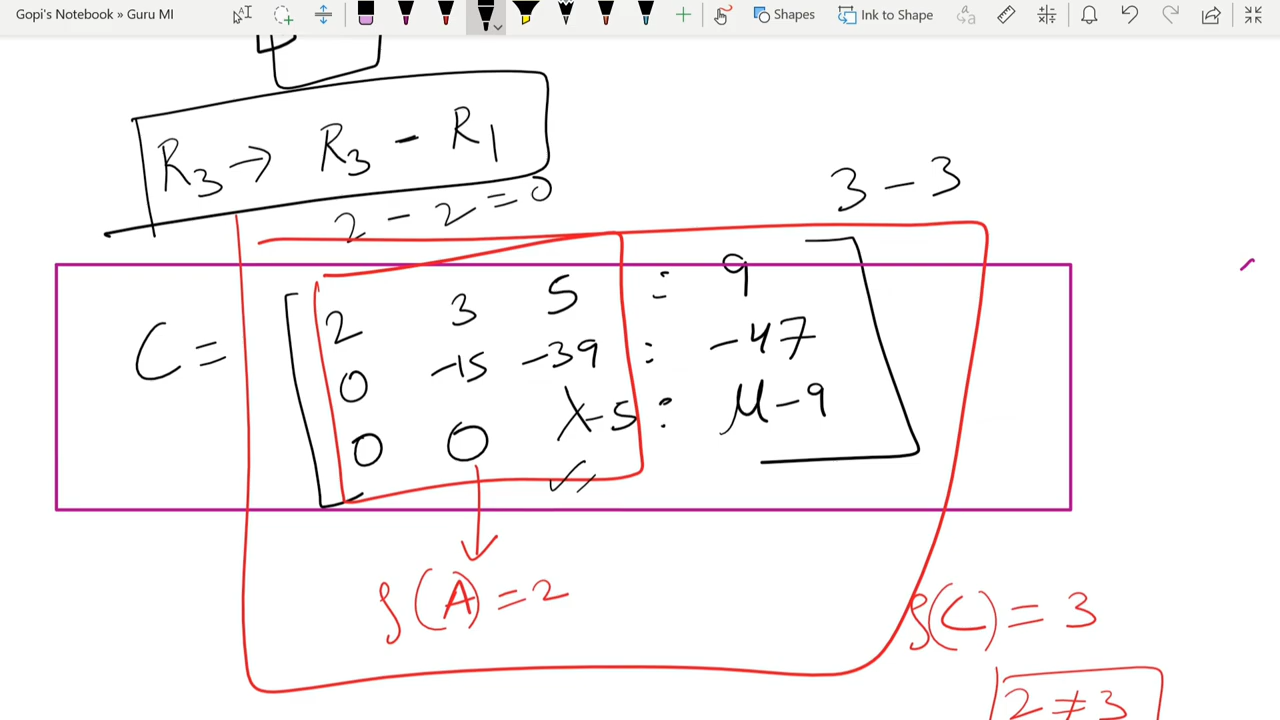 Gopi's Notebook » Guru MI
Shapes
Ink to Shape
R3 → R3 - R1
2 - 2 = 0
3 - 3
C = [ 2 3 5 : 9
0 -15 -39 : -47
0 0 λ-5 : μ-9 ]
ρ(A) = 2
ρ(C) = 3
2 ≠ 3